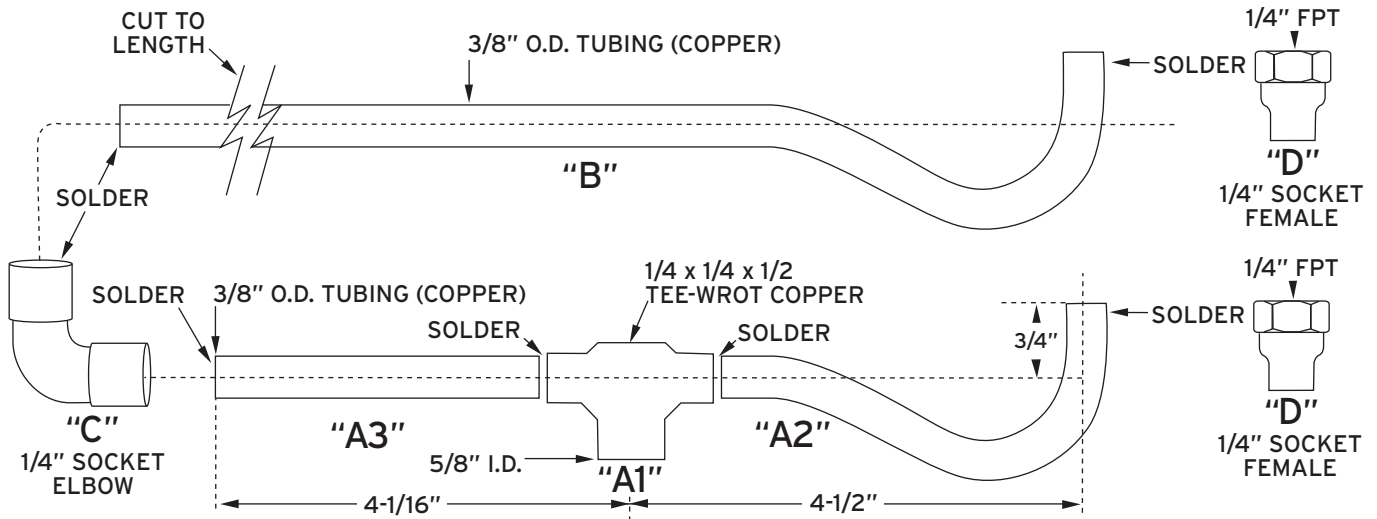 CUT TO
LENGTH
3/8" O.D. TUBING (COPPER)
1/4" FPT
SOLDER
"B"
"D"
1/4" SOCKET
FEMALE
SOLDER
SOLDER
3/8" O.D. TUBING (COPPER)
1/4 x 1/4 x 1/2
TEE-WROT COPPER
1/4" FPT
SOLDER
SOLDER
SOLDER
3/4"
"C"
1/4" SOCKET
ELBOW
"A3"
5/8" I.D.
"A1"
"A2"
"D"
1/4" SOCKET
FEMALE
4-1/16"
4-1/2"